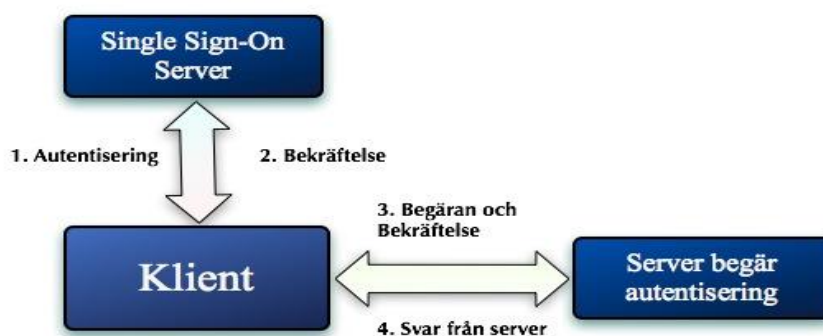 Single Sign-On
Server
1. Autentisering
2. Bekräftelse
3. Begäran och
Bekräftelse
Klient
Server begär
autentisering
4. Svar från server